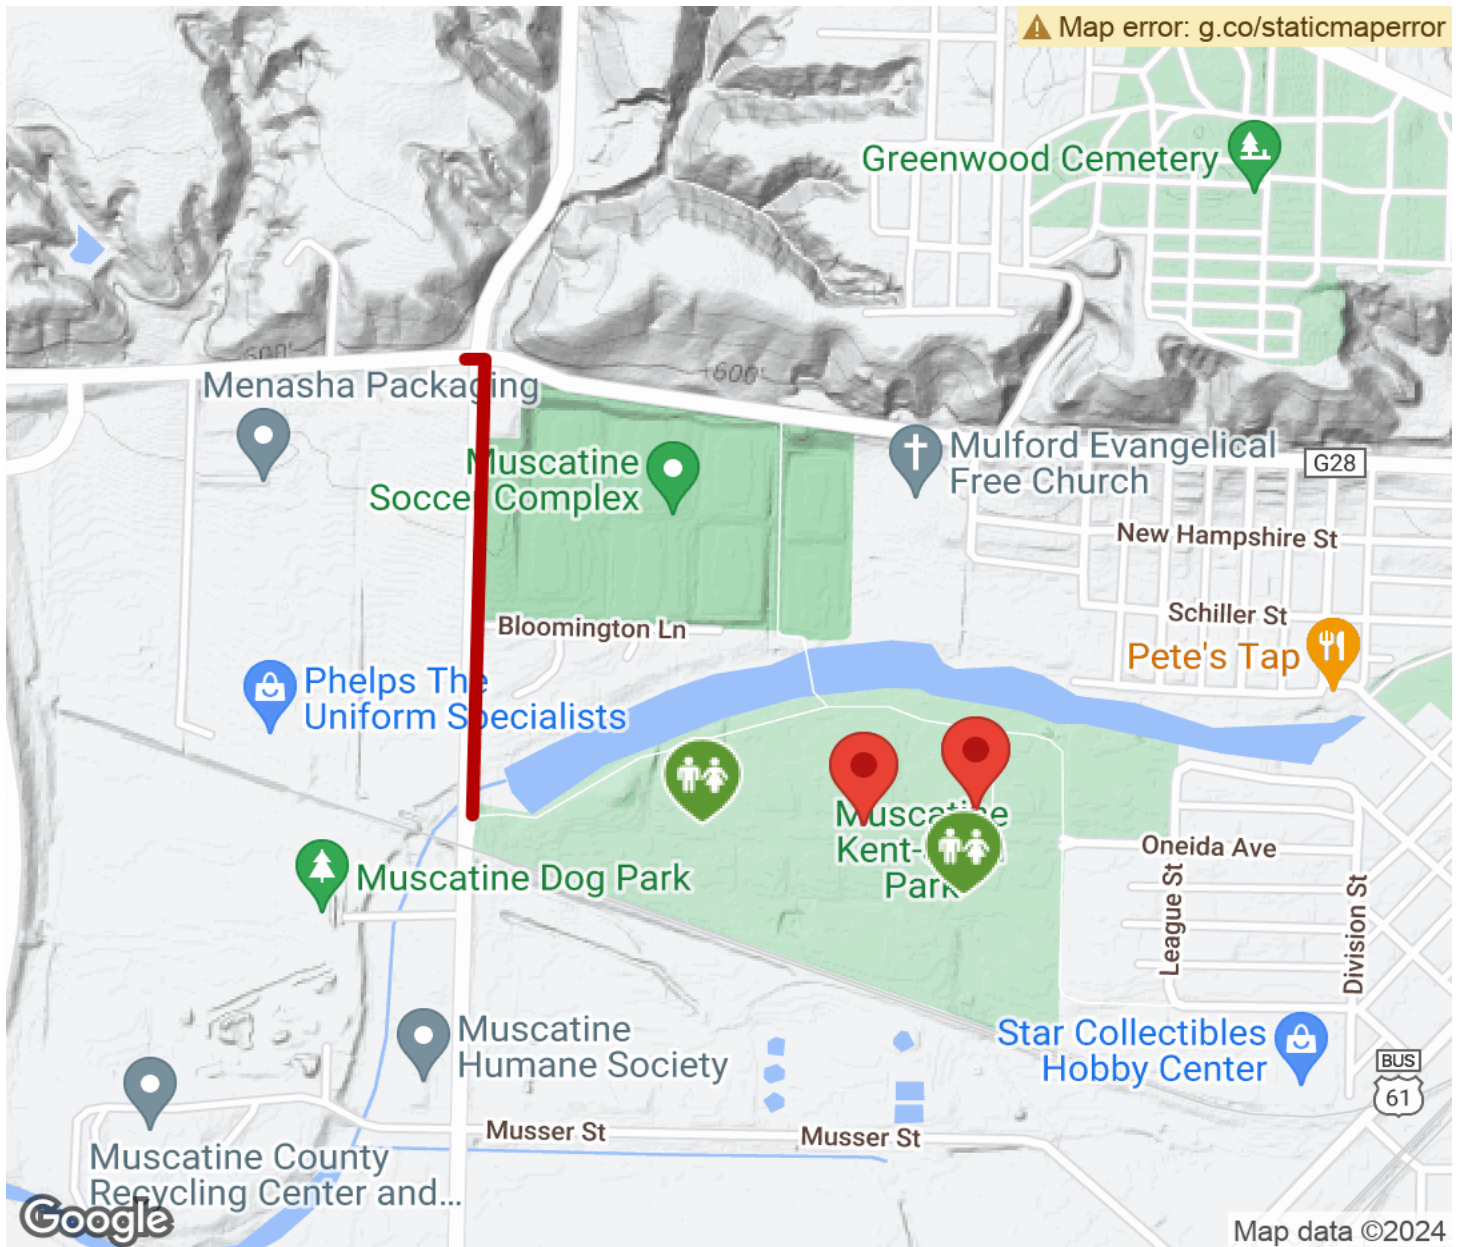 Map error: g.co/staticmaperror
Greenwood Cemetery
600'
600'
Menasha Packaging
Muscatine
Soccer Complex
Mulford Evangelical
Free Church
G28
New Hampshire St
Schiller St
Bloomington Ln
Pete's Tap
Phelps The
Uniform Specialists
Muscatine
Kent-
Park
Oneida Ave
Muscatine Dog Park
League St
Division St
Muscatine
Humane Society
Star Collectibles
Hobby Center
BUS
61
Musser St
Musser St
Muscatine County
Recycling Center and...
Google
Map data ©2024